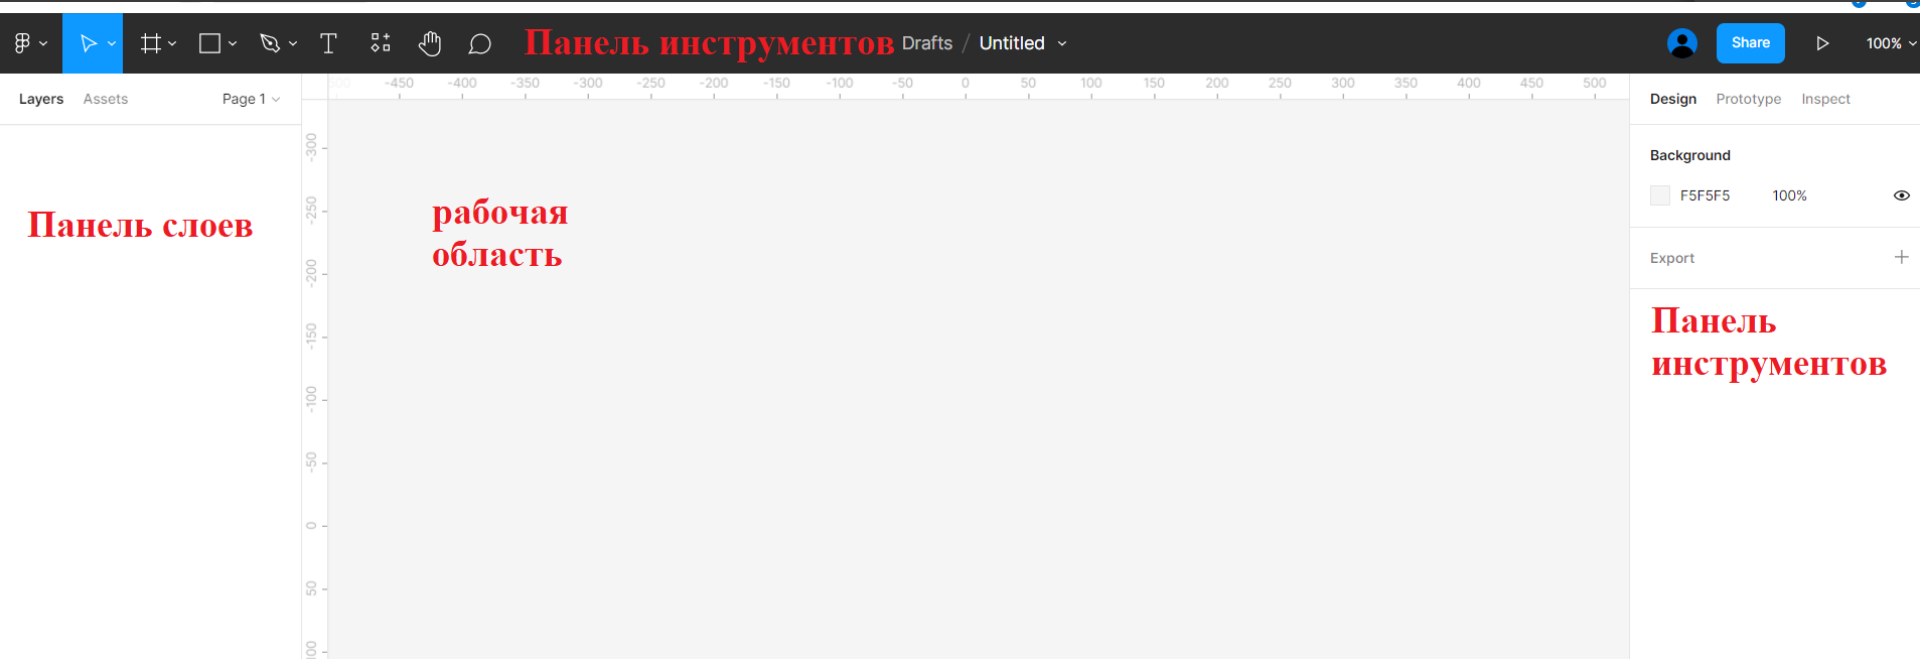 Панель инструментов Drafts / Untitled Share 100%
Layers Assets Page 1
-450 -400 -350 -300 -250 -200 -150 -100 -50 0 50 100 150 200 250 300 350 400 450 500
Design Prototype Inspect
-300
-250
-200
-150
-100
-50
0
50
Панель слоев
рабочая
область
Background
F5F5F5 100%
Export
Панель
инструментов